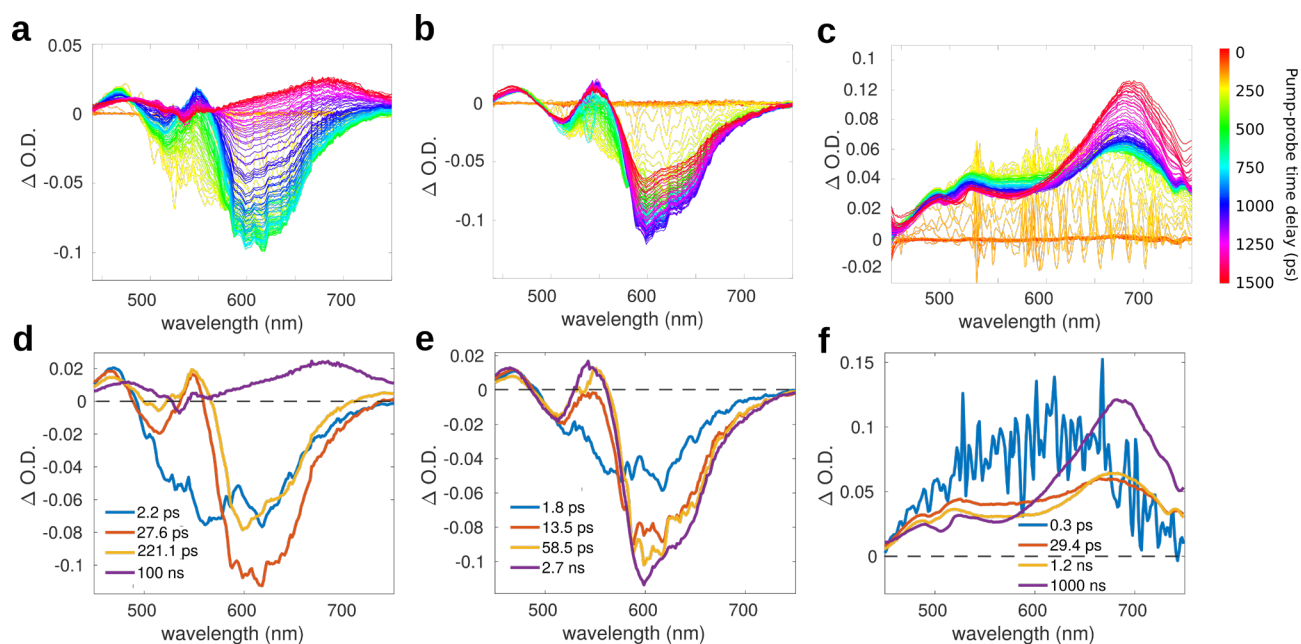 a
b
c
0.05
0
-0.05
-0.1
Δ O.D.
500
600
700
wavelength (nm)
0.05
0
-0.05
-0.1
Δ O.D.
500
600
700
wavelength (nm)
0.1
0.08
0.06
0.04
0.02
0
-0.02
Δ O.D.
500
600
700
wavelength (nm)
0
250
500
750
1000
1250
1500
Pump-probe time delay
(ps)
d
e
f
0.02
0
-0.02
-0.04
-0.06
-0.08
-0.1
Δ O.D.
2.2 ps
27.6 ps
221.1 ps
100 ns
500
600
700
wavelength (nm)
0.02
0
-0.02
-0.04
-0.06
-0.08
-0.1
Δ O.D.
1.8 ps
13.5 ps
58.5 ps
2.7 ns
500
600
700
wavelength (nm)
0.15
0.1
0.05
0
Δ O.D.
0.3 ps
29.4 ps
1.2 ns
1000 ns
500
600
700
wavelength (nm)